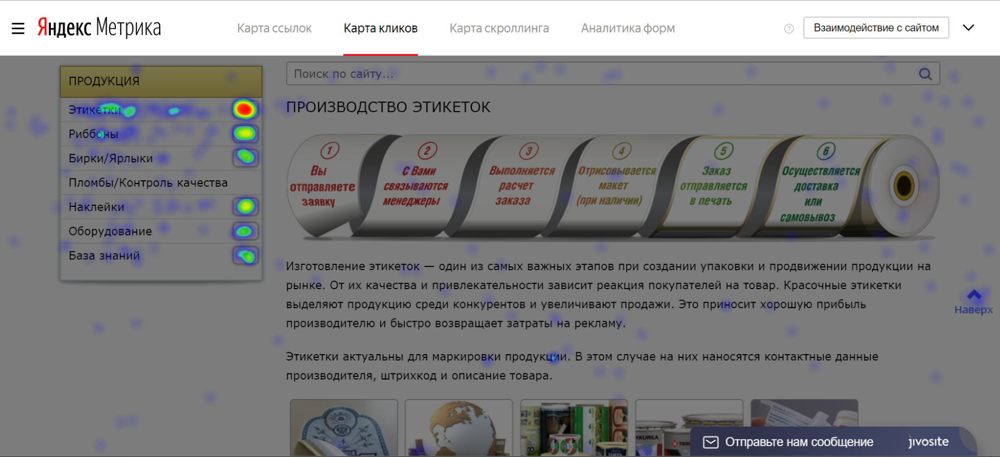 Яндекс Метрика
Карта ссылок
Карта кликов
Карта скроллинга
Аналитика форм
?
Взаимодействие с сайтом
ПРОДУКЦИЯ
Этикетки
Риббоны
Бирки/Ярлыки
Пломбы/Контроль качества
Наклейки
Оборудование
База знаний
Поиск по сайту...
ПРОИЗВОДСТВО ЭТИКЕТОК
1
Вы
отправляете
заявку
2
С Вами
связываются
менеджеры
3
Выполняется
расчет
заказа
4
Отрисовывается
макет
(при наличии)
5
Заказ
отправляется
в печать
6
Осуществляется
доставка
или
самовывоз
Изготовление этикеток — один из самых важных этапов при создании упаковки и продвижении продукции на
рынке. От их качества и привлекательности зависит реакция покупателей на товар. Красочные этикетки
выделяют продукцию среди конкурентов и увеличивают продажи. Это приносит хорошую прибыль
производителю и быстро возвращает затраты на рекламу.
Наверх
Этикетки актуальны для маркировки продукции. В этом случае на них наносятся контактные данные
производителя, штрихкод и описание товара.
Отправьте нам сообщение
jivosite